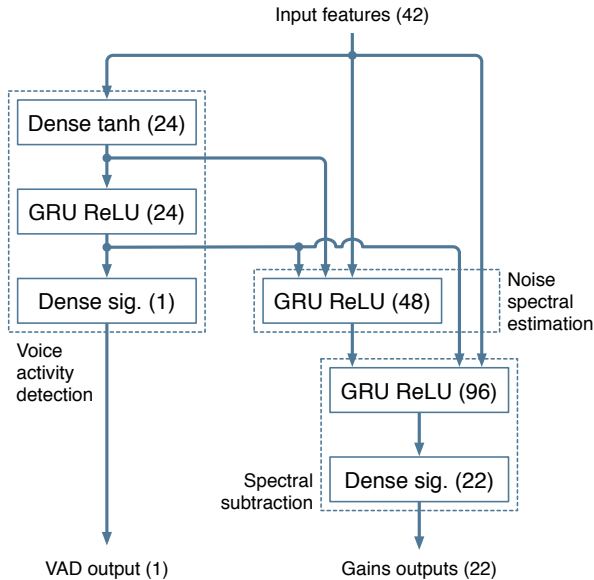 Input features (42)
Dense tanh (24)
GRU ReLU (24)
Dense sig. (1)
Voice
activity
detection
GRU ReLU (48)
Noise
spectral
estimation
GRU ReLU (96)
Dense sig. (22)
Spectral
subtraction
VAD output (1)
Gains outputs (22)